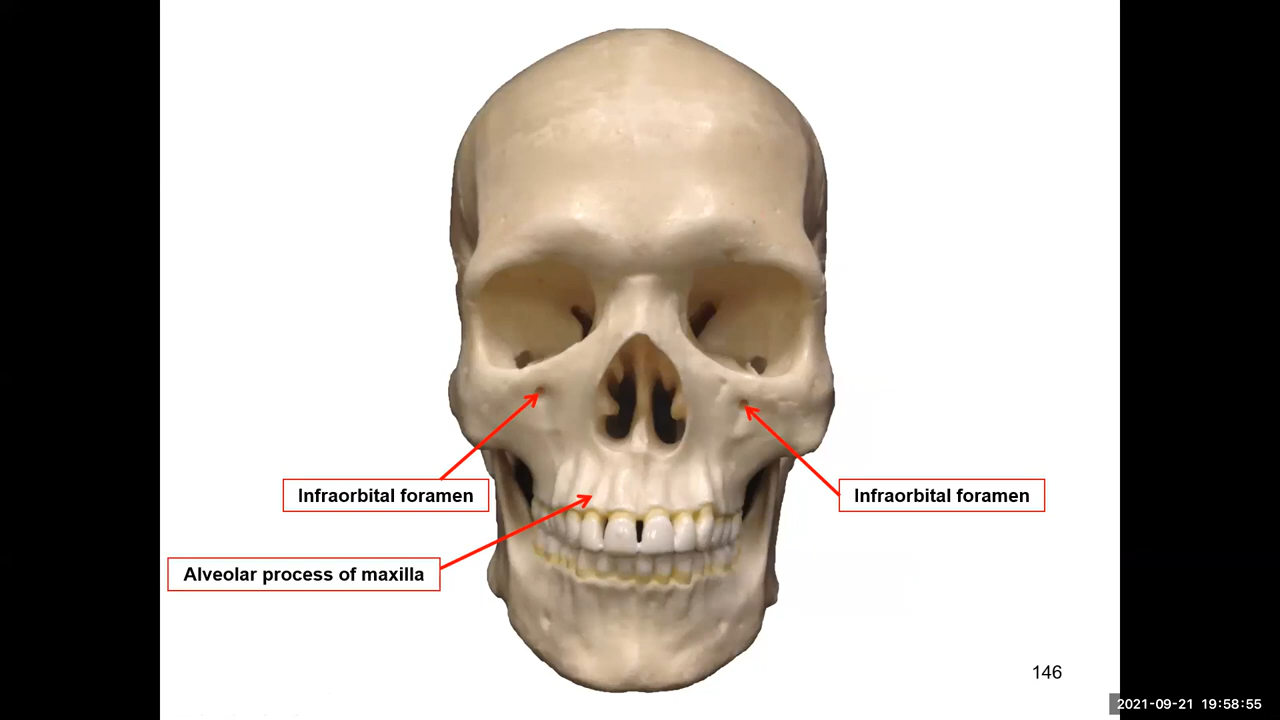 Infraorbital foramen
Infraorbital foramen
Alveolar process of maxilla
146
2021-09-21 19:58:55